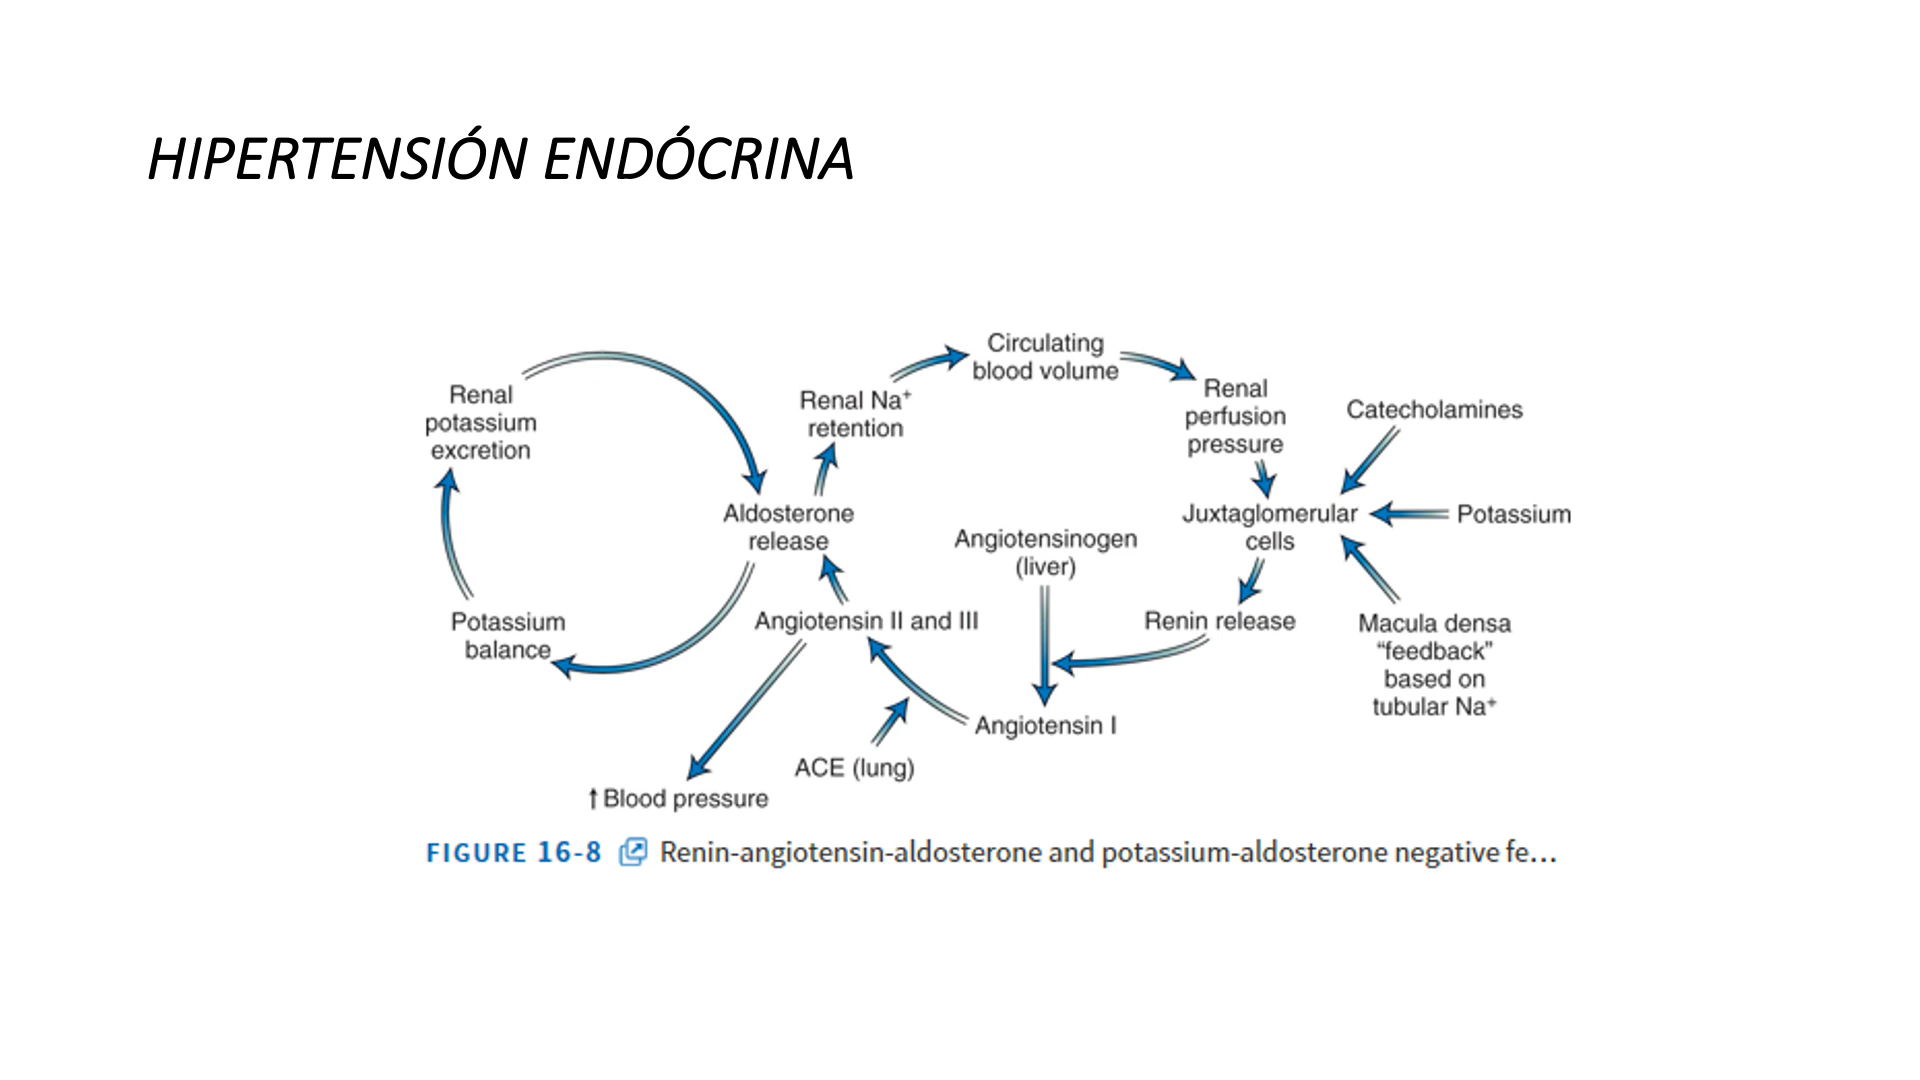 HIPERTENSIÓN ENDÓCRINA
Circulating
blood volume
Renal
potassium
excretion
Renal Na⁺
retention
Renal
perfusion
pressure
Catecholamines
Aldosterone
release
Angiotensinogen
(liver)
Juxtaglomerular
cells
Potassium
Potassium
balance
Angiotensin II and III
Renin release
Macula densa
“feedback”
based on
tubular Na⁺
Angiotensin I
ACE (lung)
↑Blood pressure
FIGURE 16-8 Renin-angiotensin-aldosterone and potassium-aldosterone negative fe...